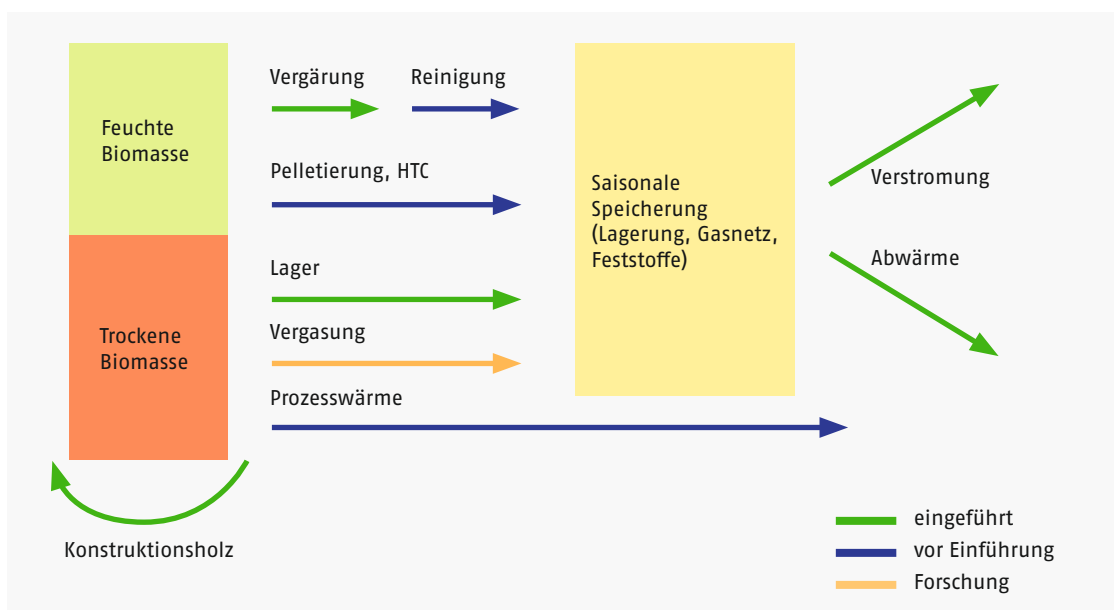 Feuchte
Biomasse
Trockene
Biomasse
Konstruktionsholz
Vergärung
Reinigung
Pelletierung, HTC
Lager
Vergasung
Prozesswärme
Saisonale
Speicherung
(Lagerung, Gasnetz,
Feststoffe)
Verstromung
Abwärme
eingeführt
vor Einführung
Forschung